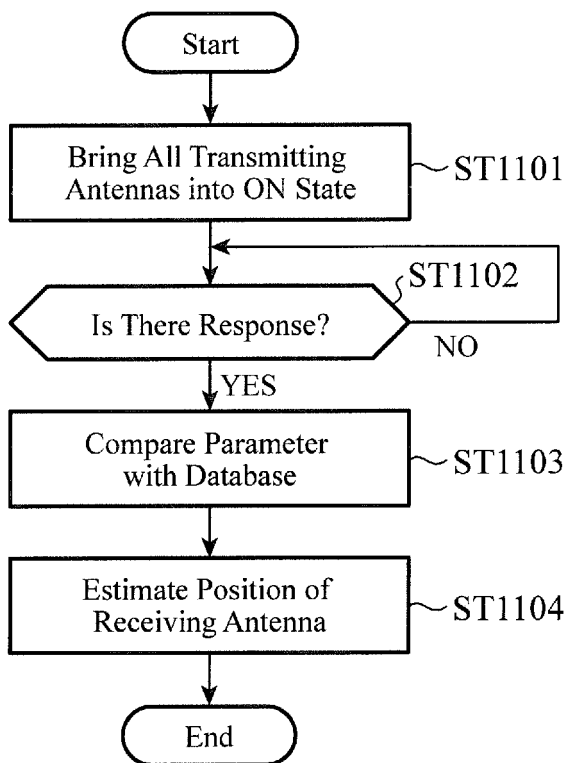 Start
Bring All Transmitting
Antennas into ON State
ST1101
ST1102
Is There Response?
NO
YES
Compare Parameter
with Database
ST1103
Estimate Position of
Receiving Antenna
ST1104
End